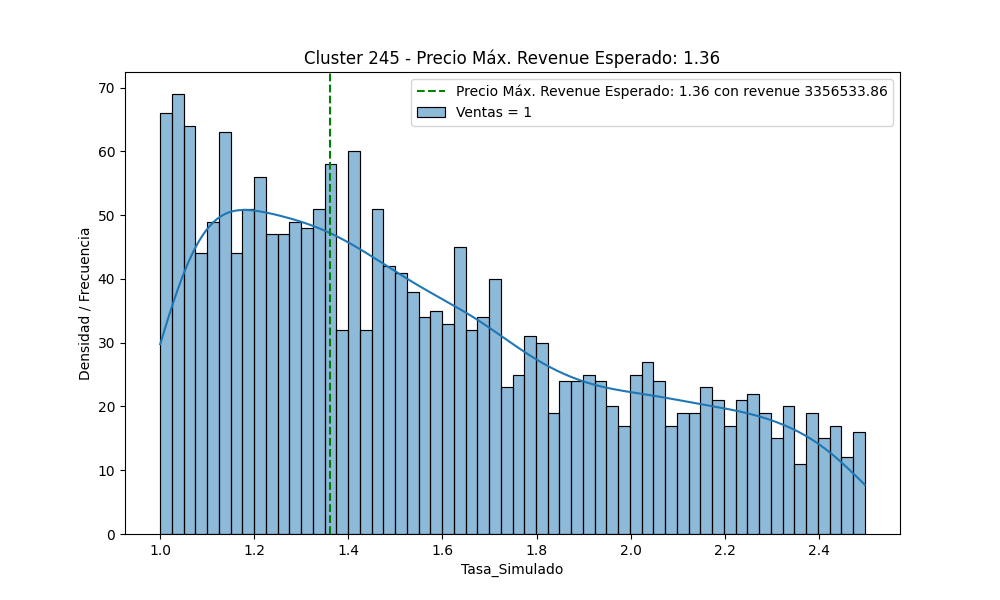 Cluster 245 - Precio Máx. Revenue Esperado: 1.36
Precio Máx. Revenue Esperado: 1.36 con revenue 3356533.86
Ventas = 1
Densidad / Frecuencia
70
60
50
40
30
20
10
0
1.0 1.2 1.4 1.6 1.8 2.0 2.2 2.4
Tasa_Simulado